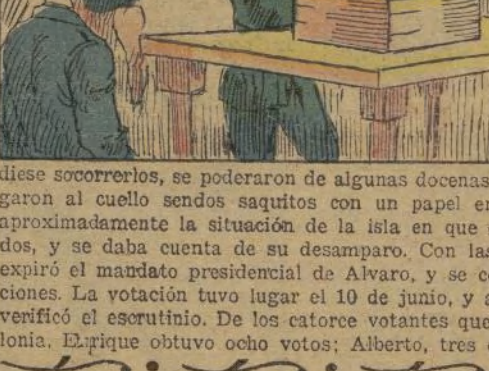 diese socorrerlos, se poderaron de algunas docenas
garon al cuello sendos saquitos con un papel en
aproximadamente la situación de la isla en que
dos, y se daba cuenta de su desamparo. Con las
expiró el mandato presidencial de Alvaro, y se
ciones. La votación tuvo lugar el 10 de junio, y
verificó el escrutinio. De los catorce votantes que
lonia, Enrique obtuvo ocho votos; Alberto, tres